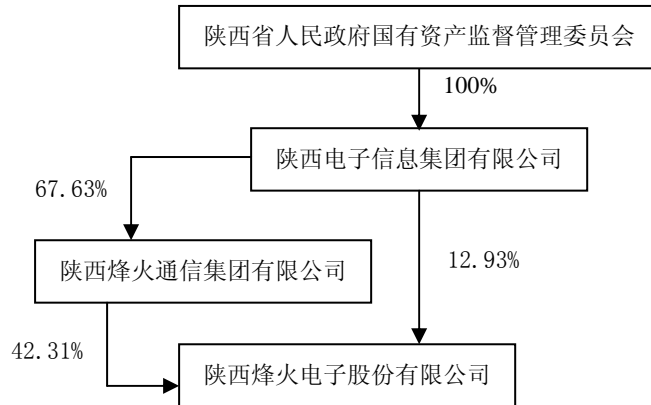 陕西省人民政府国有资产监督管理委员会
100%
陕西电子信息集团有限公司
67.63%
陕西烽火通信集团有限公司
12.93%
42.31%
陕西烽火电子股份有限公司